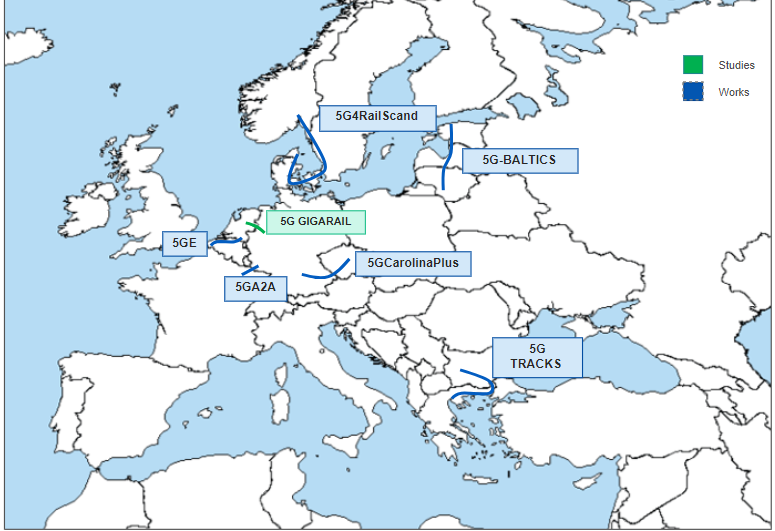 Studies
Works
5G4RailScand
5G-BALTICS
5G GIGARAIL
5GE
5GCarolinaPlus
5GA2A
5G
TRACKS